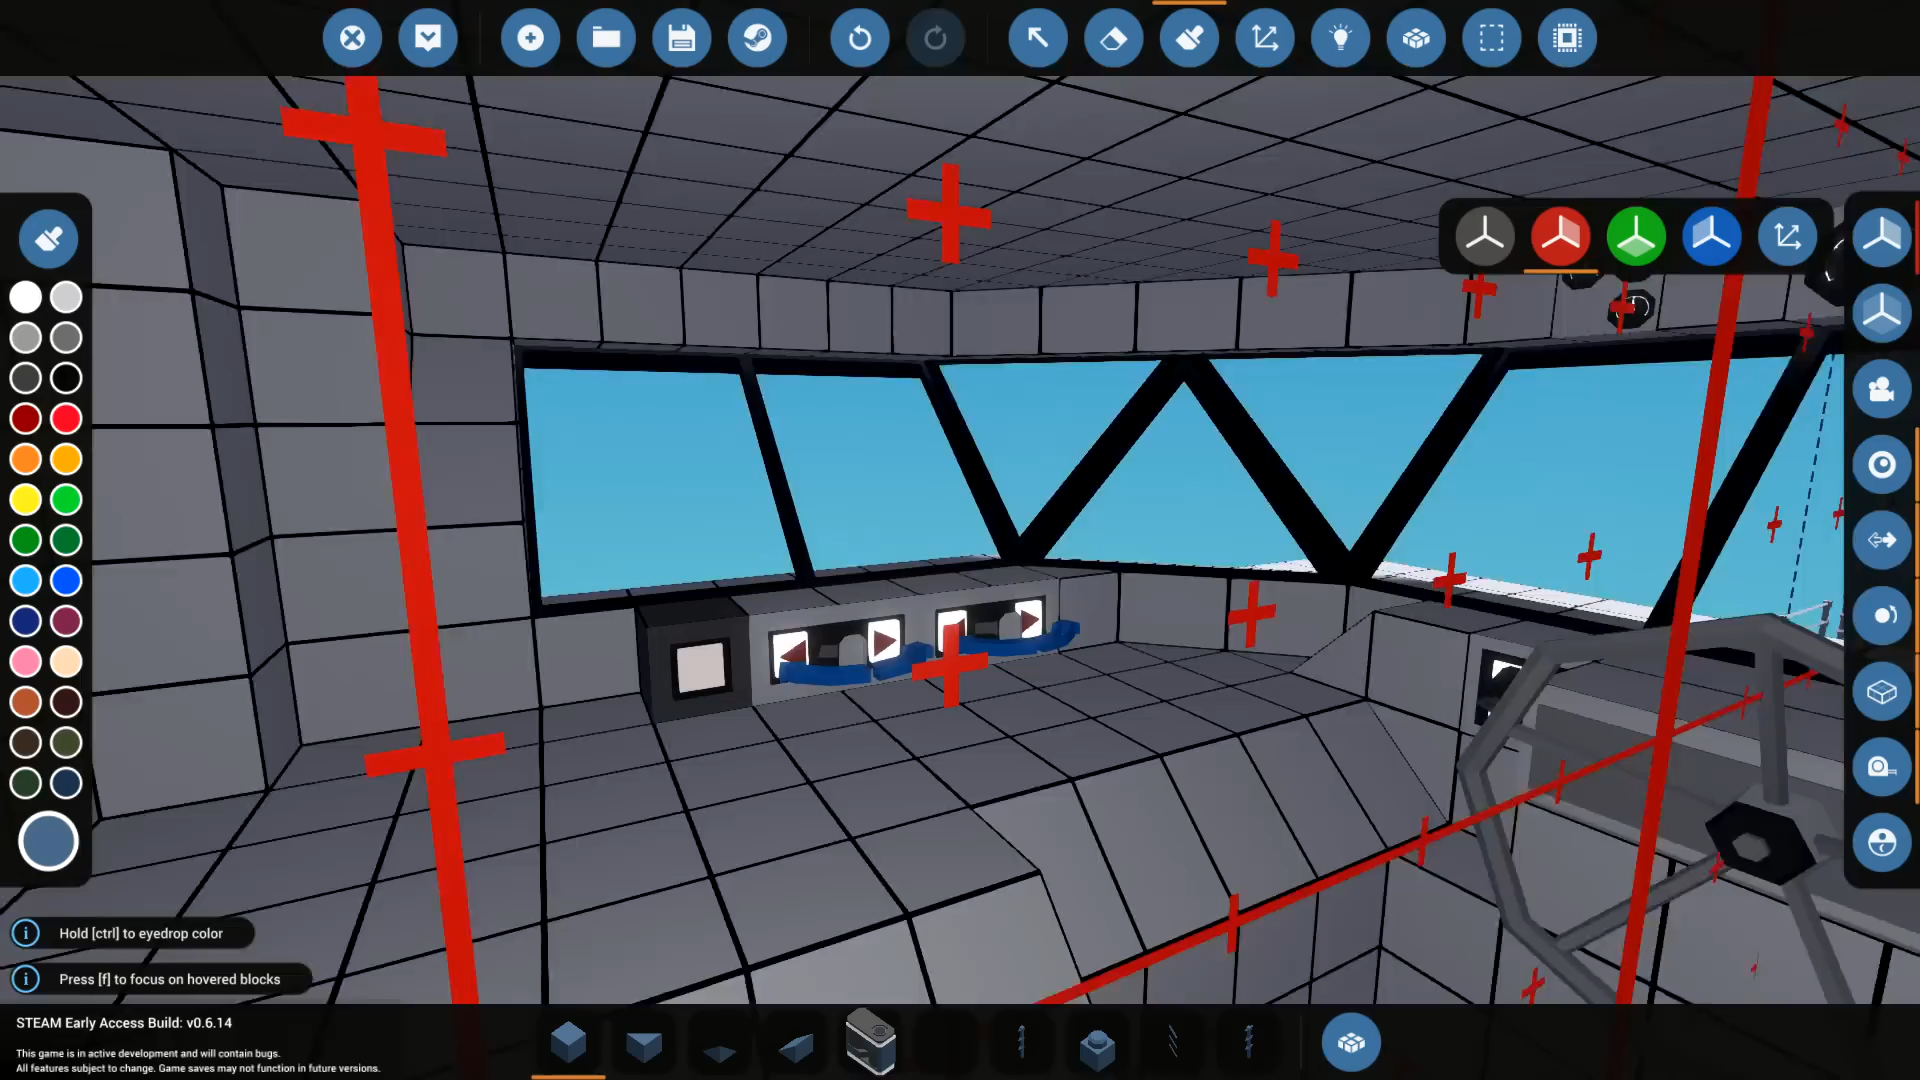 Hold [ctrl] to eyedrop color
Press [f] to focus on hovered blocks
STEAM Early Access Build: v0.6.14
This game is in active development and will contain bugs.
All features subject to change. Game saves may not function in future versions.